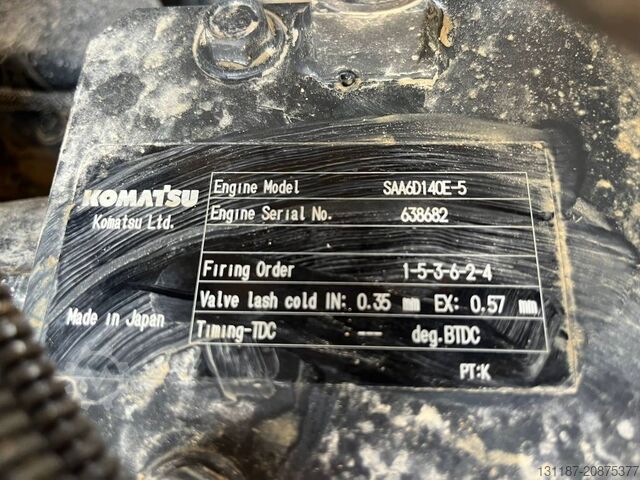 KOMATSU
Komatsu Ltd.
Made in Japan
Engine Model SAA6D140E-5
Engine Serial No. 638682
Firing Order 1-5-3-6-2-4
Valve lash cold IN: 0.35 mm EX: 0.57 mm
Timing-TDC --- deg.BTDC
PT:K
131187-20875377